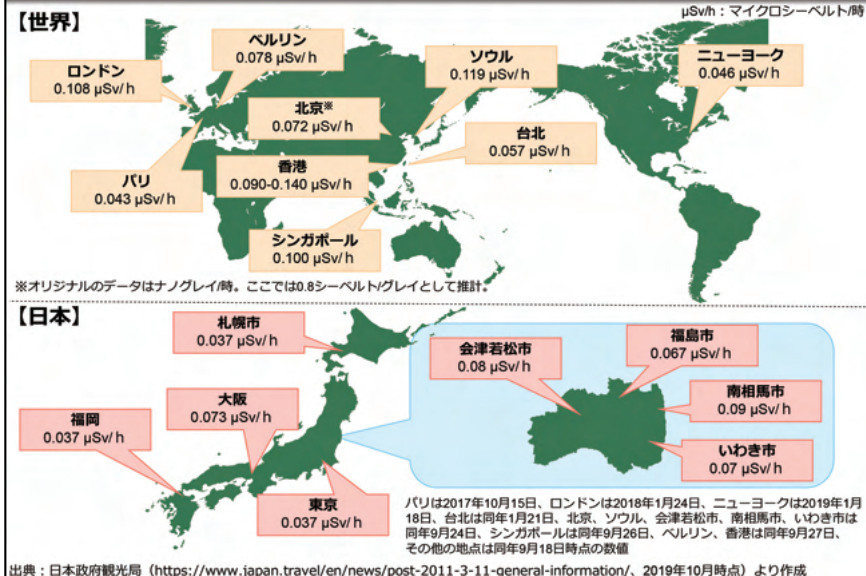 μSv/h：マイクロシーベルト/時
【世界】
ベルリン
0.078 μSv/ h
ロンドン
0.108 μSv/ h
ソウル
0.119 μSv/ h
ニューヨーク
0.046 μSv/ h
北京※
0.072 μSv/ h
台北
0.057 μSv/ h
香港
0.090-0.140 μSv/ h
パリ
0.043 μSv/ h
シンガポール
0.100 μSv/ h
※オリジナルのデータはナノグレイ/時。ここでは0.8シーベルト/グレイとして推計。
【日本】
札幌市
0.037 μSv/ h
大阪
0.073 μSv/ h
福岡
0.037 μSv/ h
東京
0.037 μSv/ h
会津若松市
0.08 μSv/ h
福島市
0.067 μSv/ h
南相馬市
0.09 μSv/ h
いわき市
0.07 μSv/ h
パリは2017年10月15日、ロンドンは2018年1月24日、ニューヨークは2019年1月
18日、台北は同年1月21日、北京、ソウル、会津若松市、南相馬市、いわき市は
同年9月24日、シンガポールは同年9月26日、ベルリン、香港は同年9月27日、
その他の地点は同年9月18日時点の数値
出典：日本政府観光局（https://www.japan.travel/en/news/post-2011-3-11-general-information/、2019年10月時点）より作成